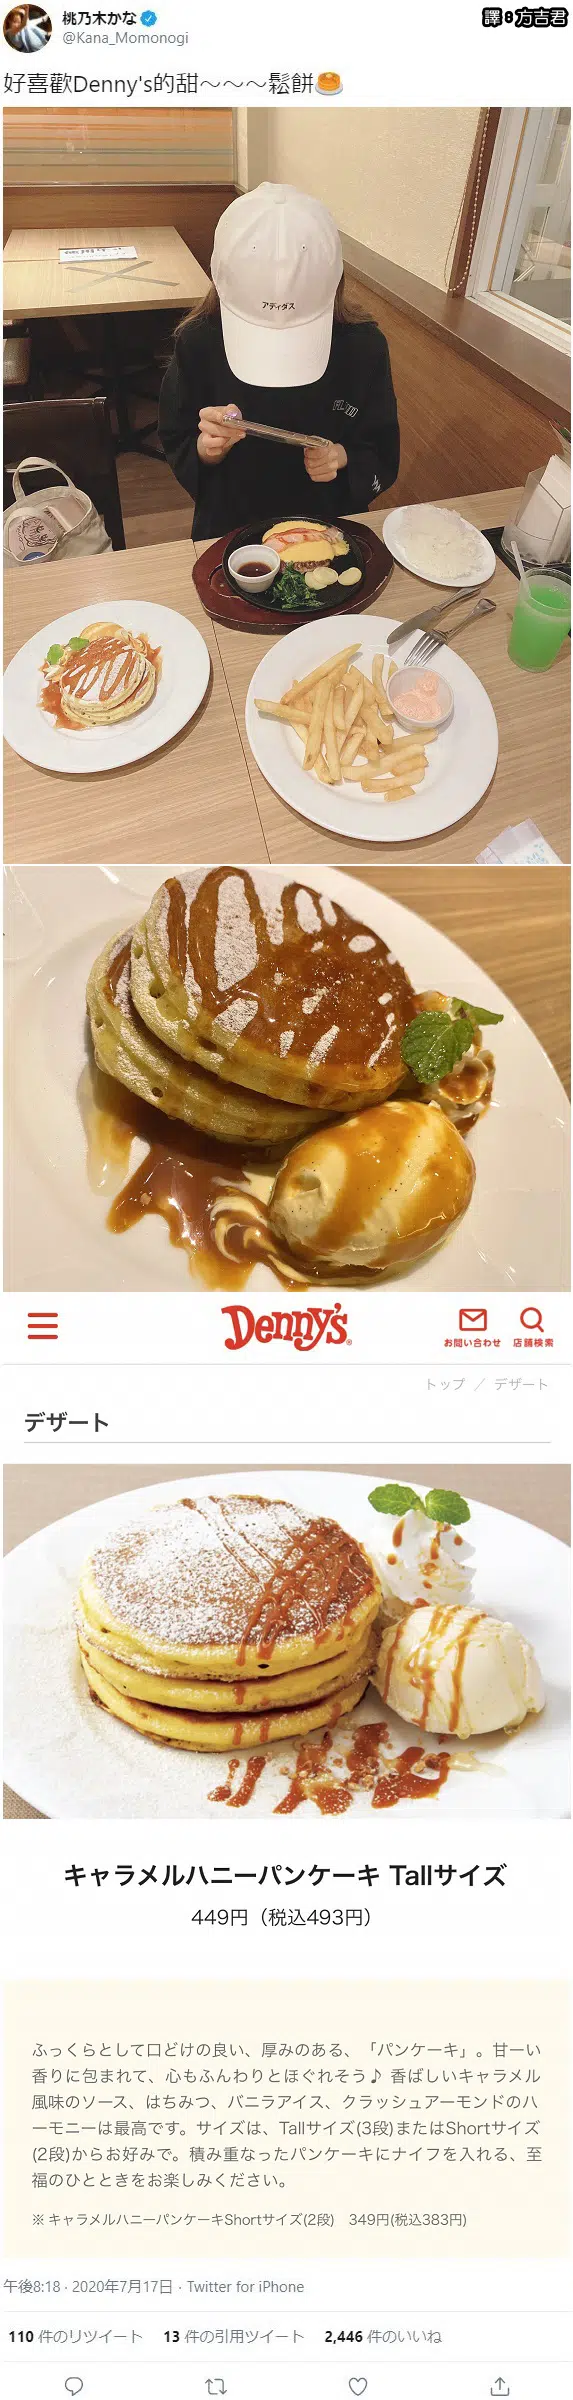 桃乃木かな
@Kana_Momonogi
譯●方吉君
好喜歡Denny's的甜～～～鬆餅
アディダス
Denny's
お問い合わせ
店舗検索
トップ ／ デザート
デザート
キャラメルハニーパンケーキ Tallサイズ
449円（税込493円）
ふっくらとして口どけの良い、厚みのある、「パンケーキ」。甘ーい
香りに包まれて、心もふんわりとほぐれそう♪ 香ばしいキャラメル
風味のソース、はちみつ、バニラアイス、クラッシュアーモンドのハ
ーモニーは最高です。サイズは、Tallサイズ(3段)またはShortサイズ
(2段)からお好みで。積み重なったパンケーキにナイフを入れる、至
福のひとときをお楽しみください。
※ キャラメルハニーパンケーキShortサイズ(2段)　349円(税込383円)
午後8:18 · 2020年7月17日 · Twitter for iPhone
110 件のリツイート 13 件の引用ツイート 2,446 件のいいね